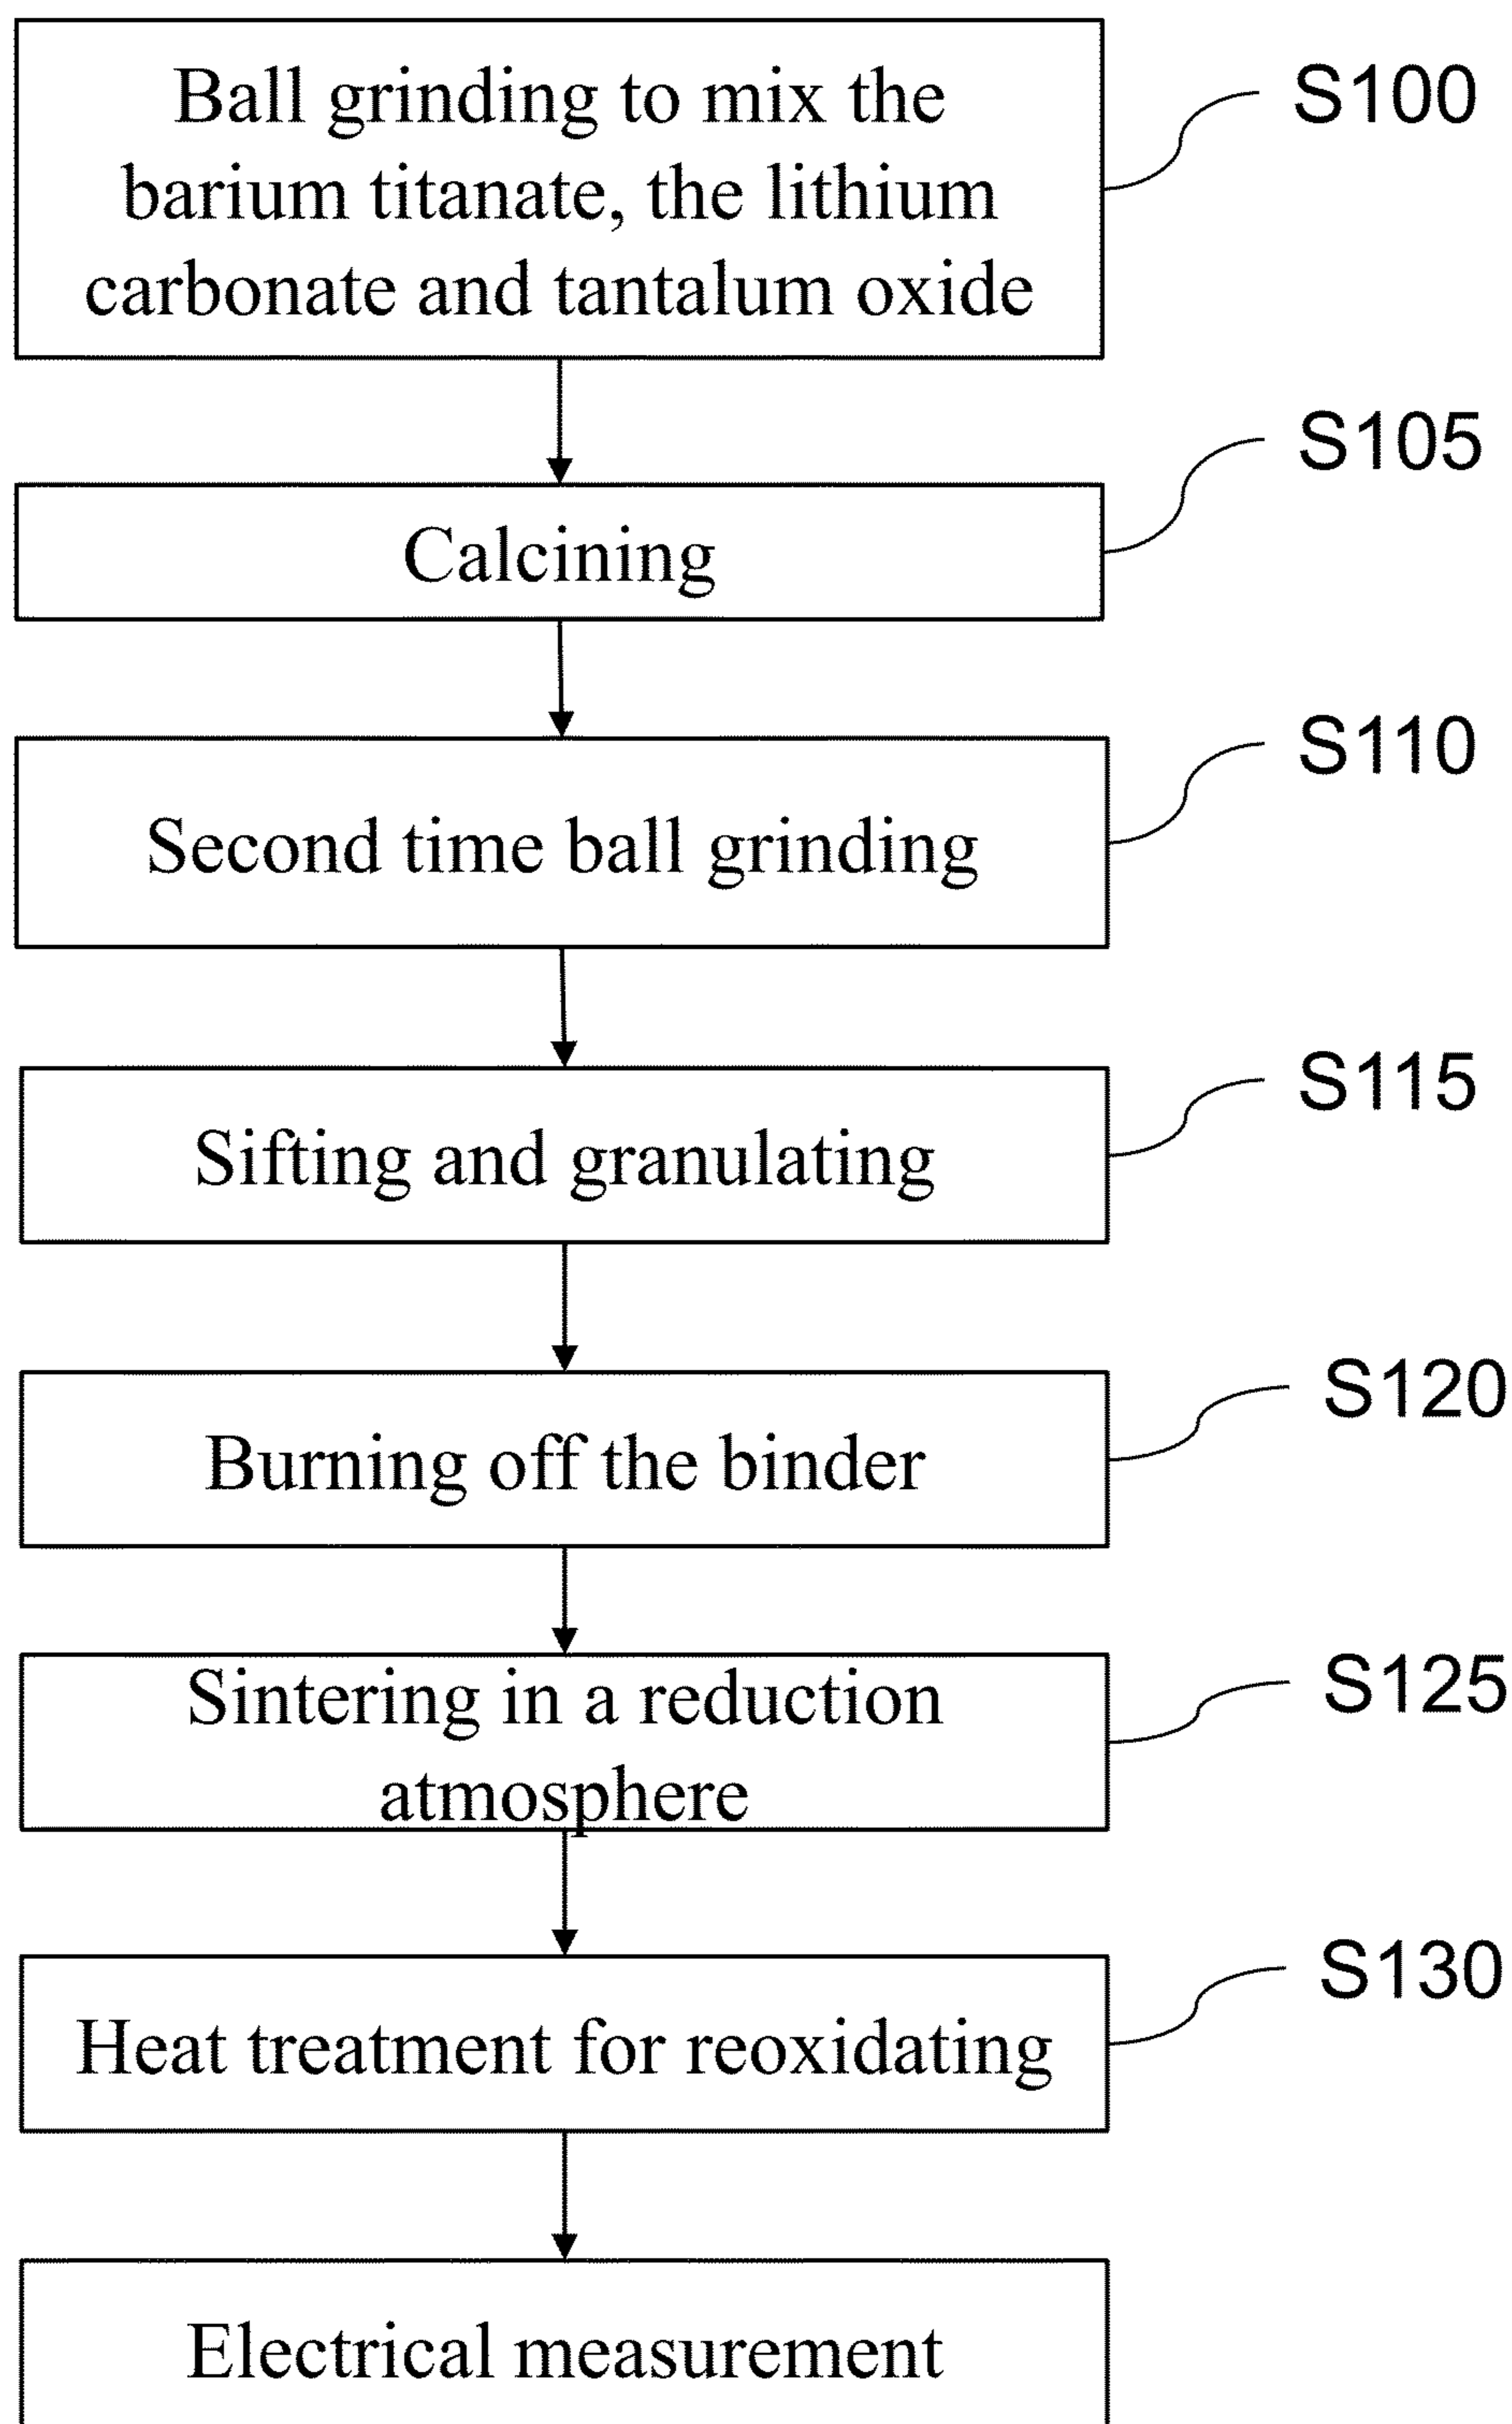 Ball grinding to mix the
barium titanate, the lithium
carbonate and tantalum oxide
S100
Calcining
S105
Second time ball grinding
S110
Sifting and granulating
S115
Burning off the binder
S120
Sintering in a reduction
atmosphere
S125
Heat treatment for reoxidating
S130
Electrical measurement